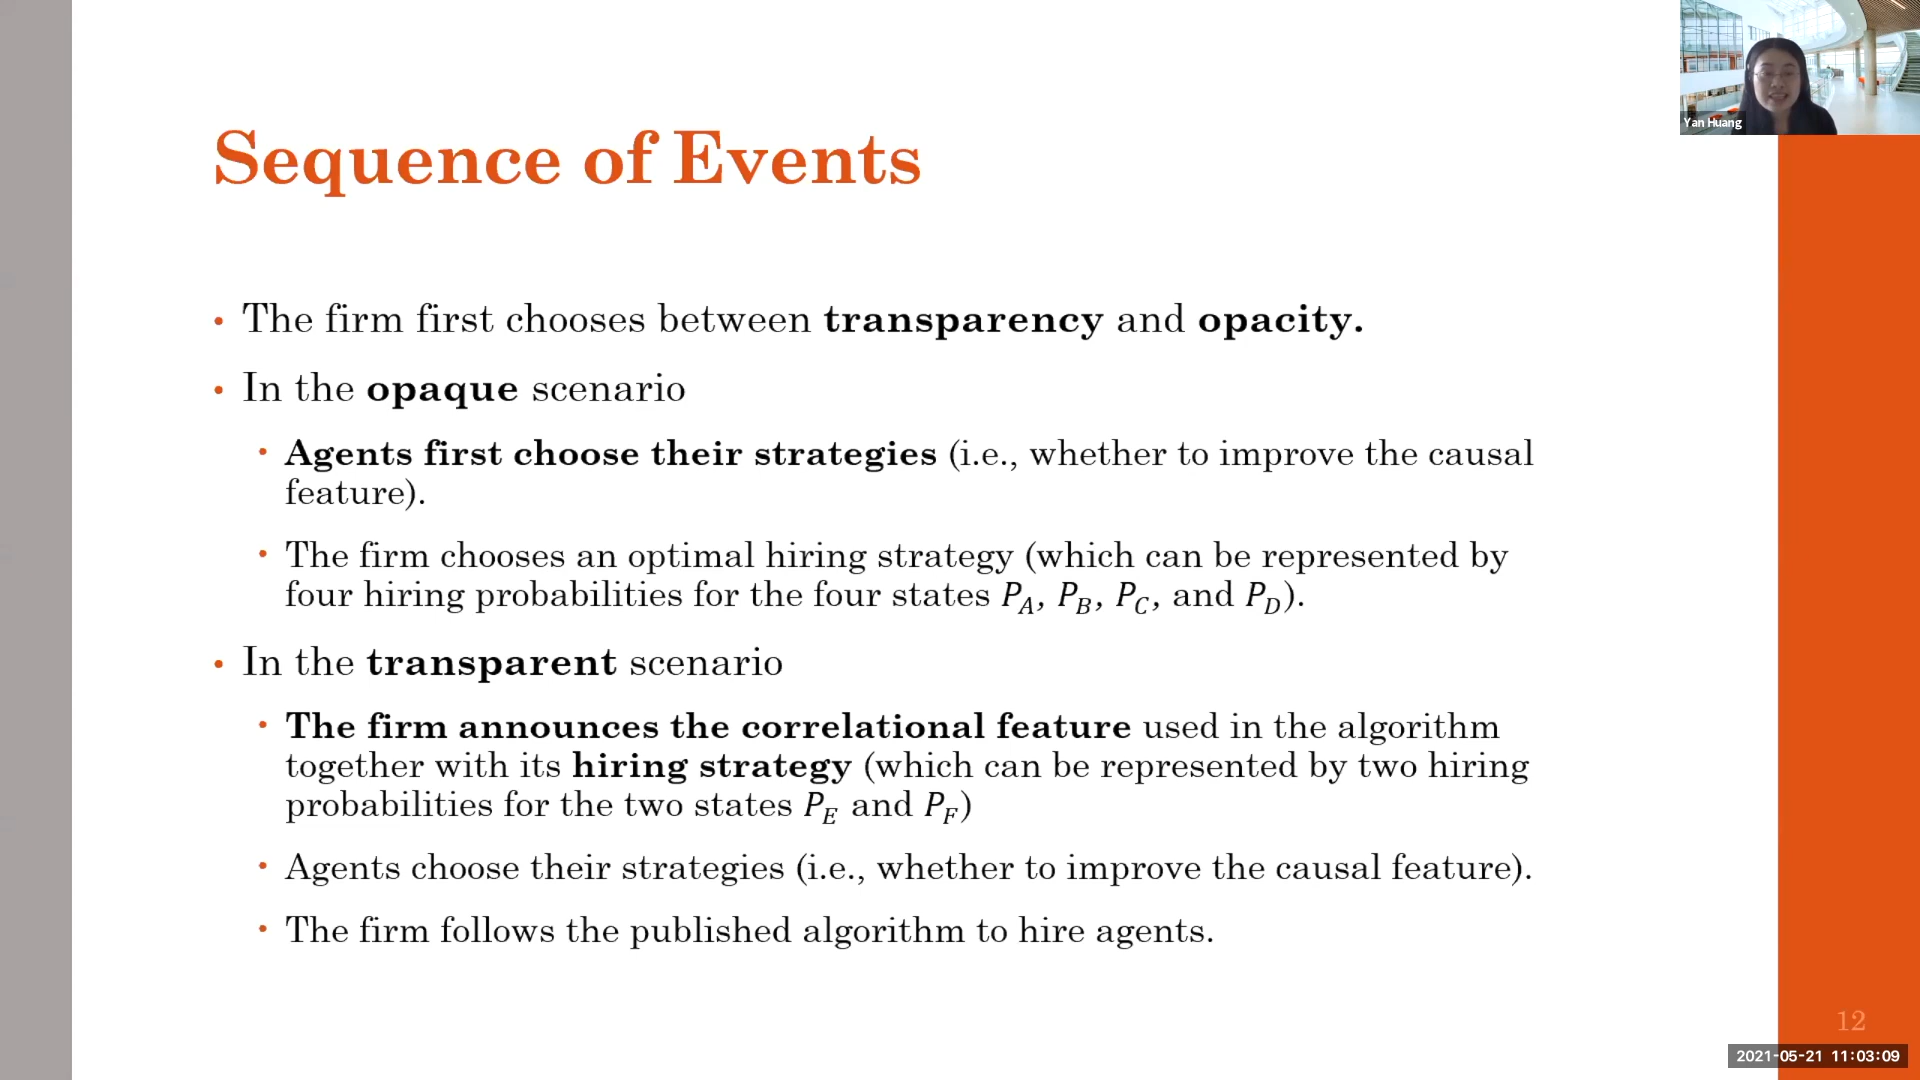 Yan Huang
Sequence of Events
• The firm first chooses between transparency and opacity.
• In the opaque scenario
• Agents first choose their strategies (i.e., whether to improve the causal
feature).
• The firm chooses an optimal hiring strategy (which can be represented by
four hiring probabilities for the four states P_A, P_B, P_C, and P_D).
• In the transparent scenario
• The firm announces the correlational feature used in the algorithm
together with its hiring strategy (which can be represented by two hiring
probabilities for the two states P_E and P_F)
• Agents choose their strategies (i.e., whether to improve the causal feature).
• The firm follows the published algorithm to hire agents.
12
2021-05-21 11:03:09